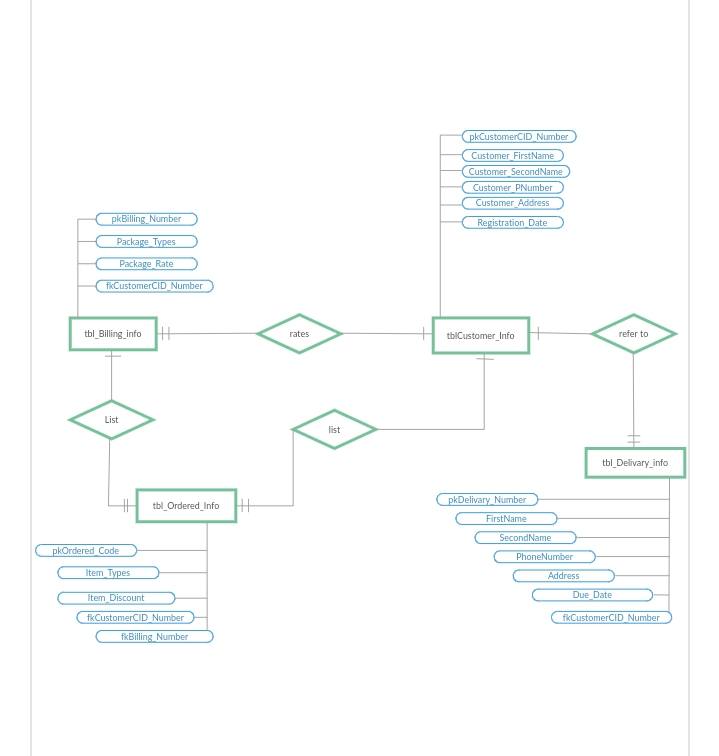 pkCustomerCID_Number
Customer_FirstName
Customer_SecondName
Customer_PNumber
Customer_Address
Registration_Date
pkBilling_Number
Package_Types
Package_Rate
fkCustomerCID_Number
tbl_Billing_info
rates
tblCustomer_Info
refer to
List
list
tbl_Delivary_info
tbl_Ordered_Info
pkDelivary_Number
FirstName
SecondName
PhoneNumber
Address
Due_Date
fkCustomerCID_Number
pkOrdered_Code
Item_Types
Item_Discount
fkCustomerCID_Number
fkBilling_Number